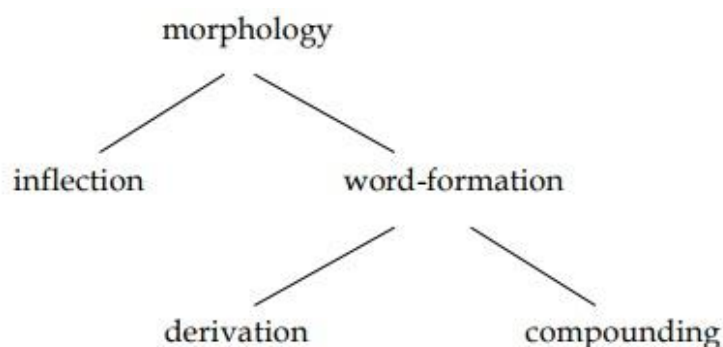 morphology
inflection word-formation
derivation compounding